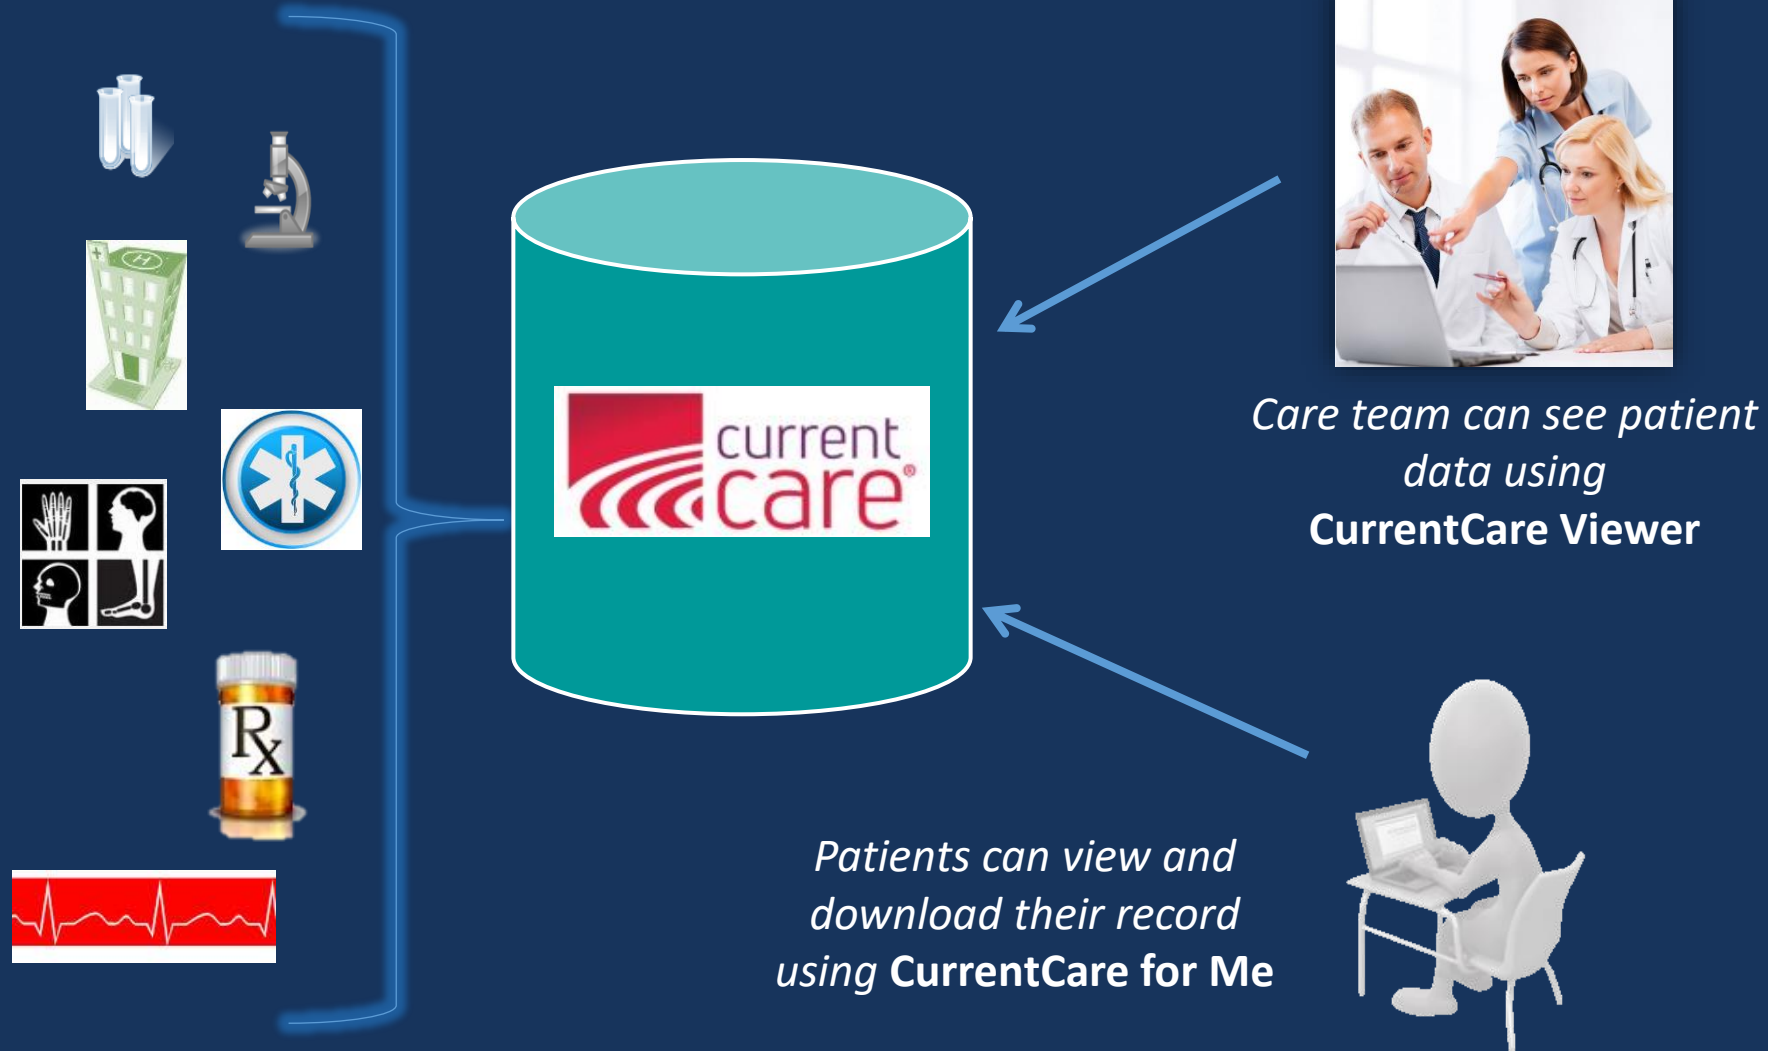 H
current
care®
Rx
Care team can see patient
data using
CurrentCare Viewer
Patients can view and
download their record
using CurrentCare for Me